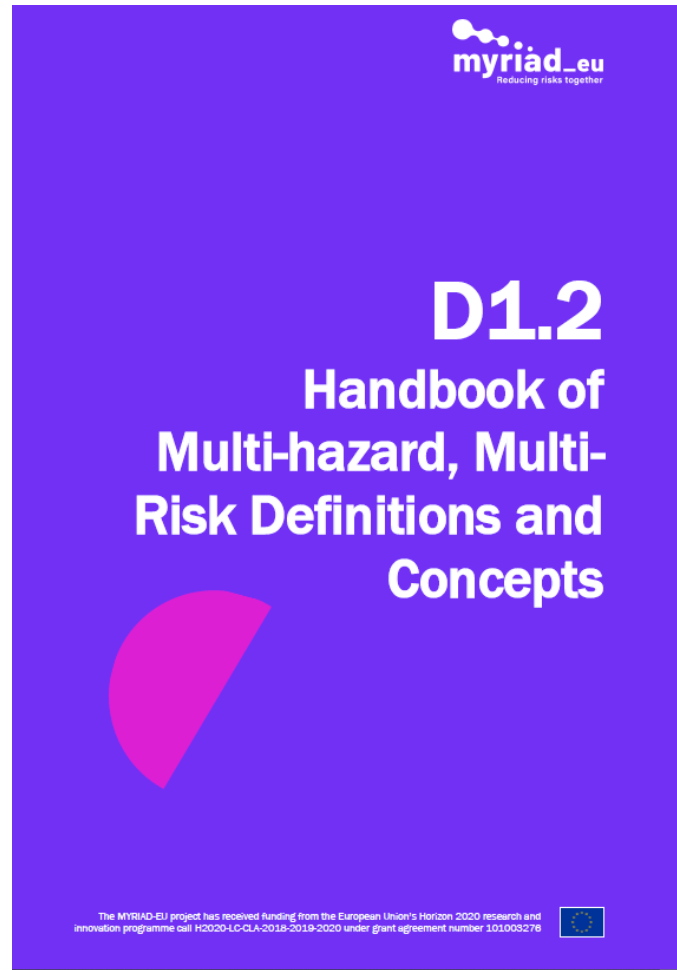 myriad_eu
Reducing risks together
D1.2
Handbook of
Multi-hazard, Multi-
Risk Definitions and
Concepts
The MYRIAD-EU project has received funding from the European Union's Horizon 2020 research and
innovation programme call H2020-LC-CLA-2018-2019-2020 under grant agreement number 101003276